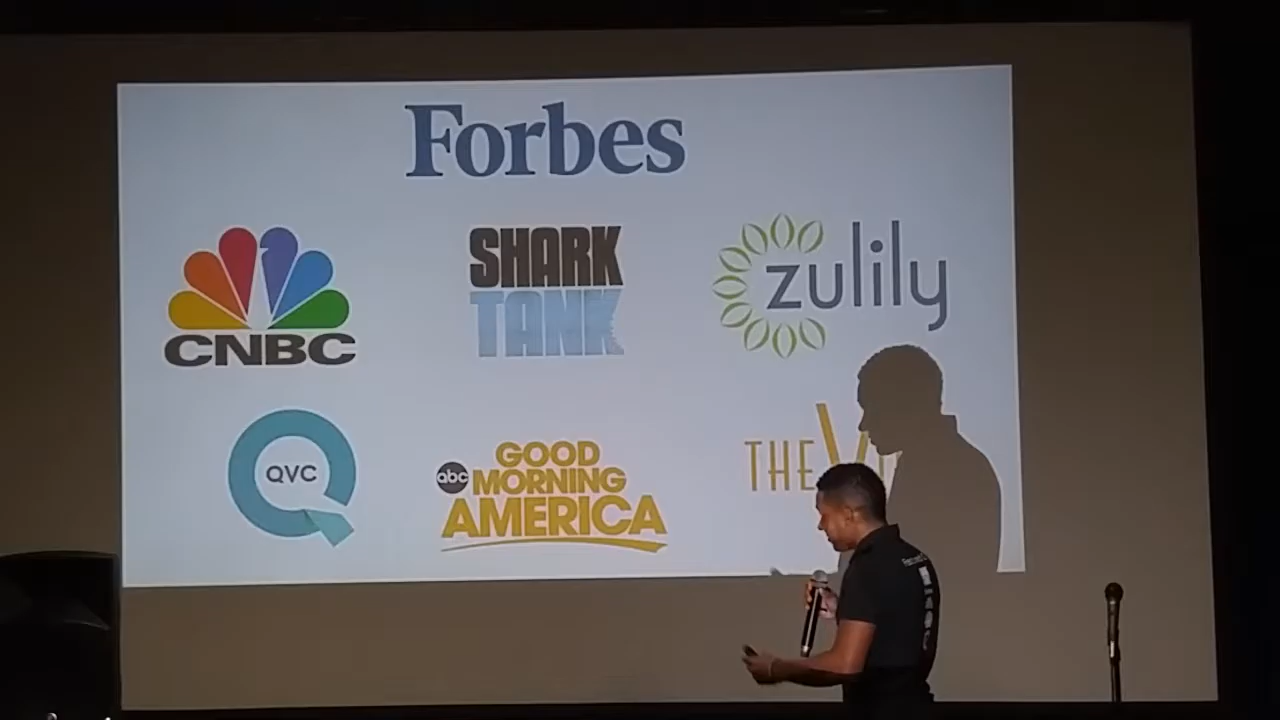 Forbes
CNBC
SHARK
TANK
zulily
QVC
abc
GOOD
MORNING
AMERICA
THE